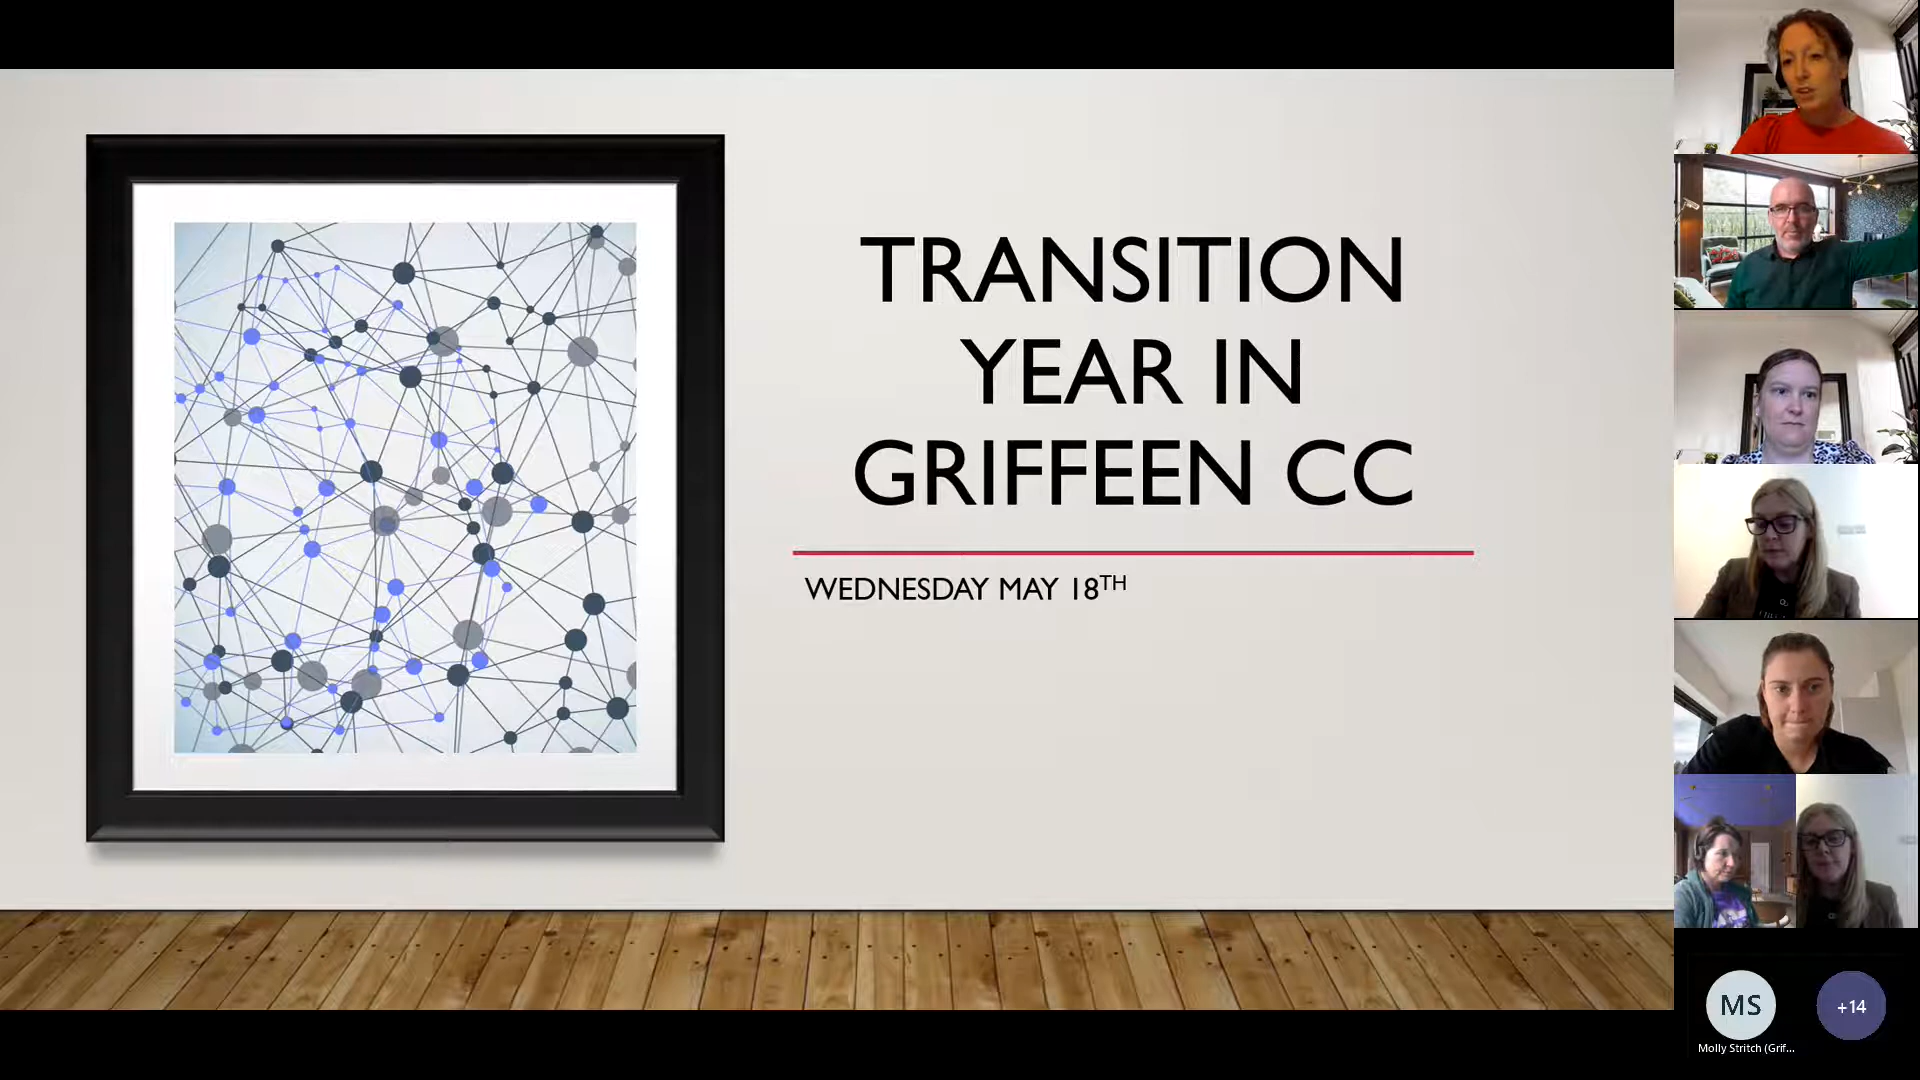 TRANSITION
YEAR IN
GRIFFEEN CC
WEDNESDAY MAY 18TH
MS
+14
Molly Stritch (Grif...